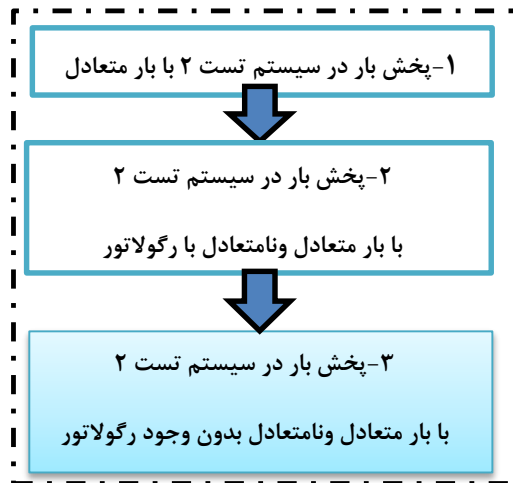 ۱-پخش بار در سیستم تست ۲ با بار متعادل
۲-پخش بار در سیستم تست ۲
با بار متعادل ونامتعادل با رگولاتور
۳-پخش بار در سیستم تست ۲
با بار متعادل ونامتعادل بدون وجود رگولاتور